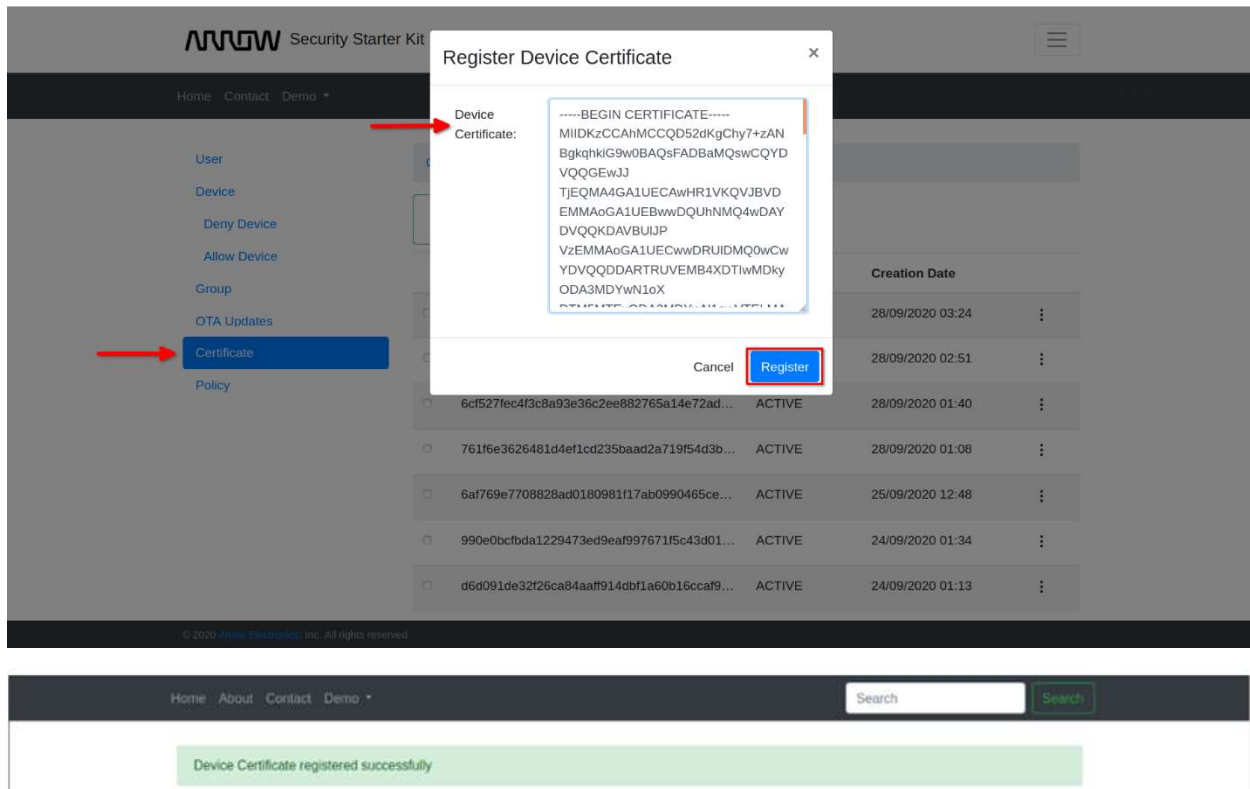 ARROW Security Starter Kit
Register Device Certificate ×
Home Contact Demo
Device
Certificate:
-----BEGIN CERTIFICATE-----
MIIDKzCCAhMCCQD52dKgChy7+zAN
BgkqhkiG9w0BAQsFADBaMQswCQYD
VQQGEwJJ
TjEQMA4GA1UECAwHR1VKQVJBVD
EMMAoGA1UEBwwDQUhNMQ4wDAY
DVQQKDAVBUlJP
VzEMMAoGA1UECwwDRUlDMQ0wCw
YDVQQDDARTRUVEMB4XDTIwMDky
ODA3MDYwN1oX
Cancel Register
User
Device
Deny Device
Allow Device
Group
OTA Updates
Certificate
Policy
Creation Date
28/09/2020 03:24
28/09/2020 02:51
6cf527fec4f3c8a93e36c2ee882765a14e72ad... ACTIVE 28/09/2020 01:40
761f6e3626481d4ef1cd235baad2a719f54d3b... ACTIVE 28/09/2020 01:08
6af769e7708828ad0180981f17ab0990465ce... ACTIVE 25/09/2020 12:48
990e0bcfbda1229473ed9eaf997671f5c43d01... ACTIVE 24/09/2020 01:34
d6d091de32f26ca84aaff914dbf1a60b16ccaf9... ACTIVE 24/09/2020 01:13
© 2020 Arrow Electronics, Inc. All rights reserved
Home About Contact Demo Search Search
Device Certificate registered successfully